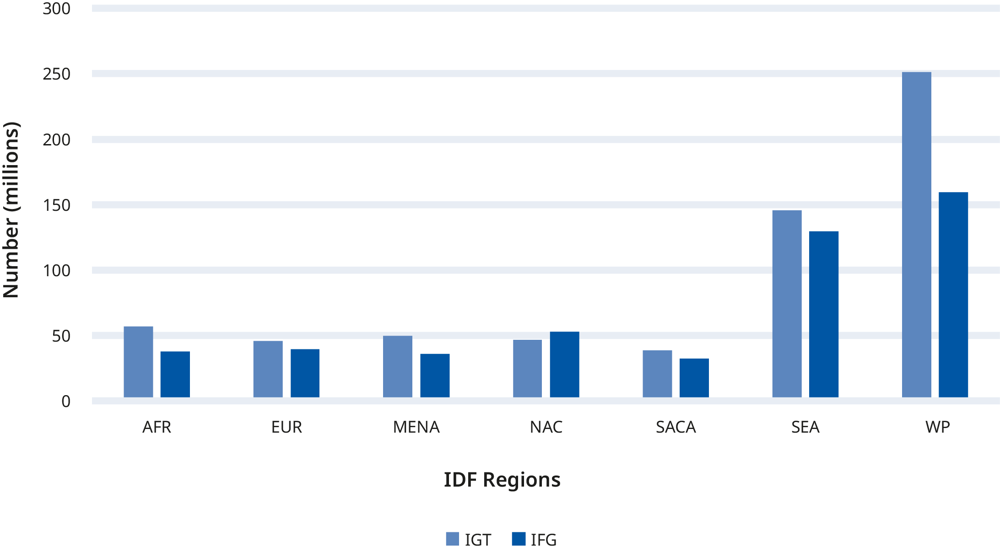 300
250
200
150
100
50
0
Number (millions)
AFR EUR MENA NAC SACA SEA WP
IDF Regions
IGT IFG